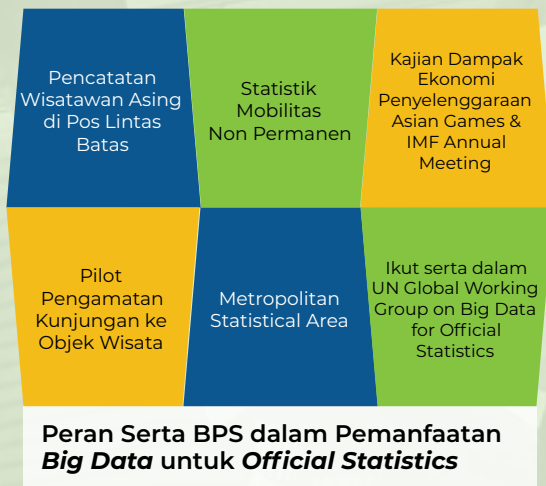 Pencatatan
Wisatawan Asing
di Pos Lintas
Batas
Statistik
Mobilitas
Non Permanen
Kajian Dampak
Ekonomi
Penyelenggaraan
Asian Games &
IMF Annual
Meeting
Pilot
Pengamatan
Kunjungan ke
Objek Wisata
Metropolitan
Statistical Area
Ikut serta dalam
UN Global Working
Group on Big Data
for Official
Statistics
Peran Serta BPS dalam Pemanfaatan
Big Data untuk Official Statistics